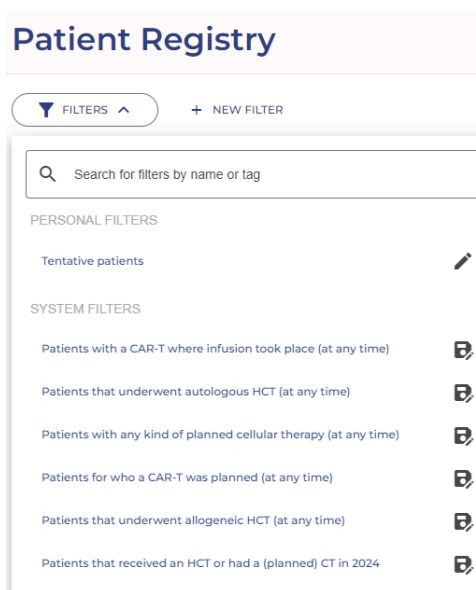 Patient Registry
FILTERS
+ NEW FILTER
Search for filters by name or tag
PERSONAL FILTERS
Tentative patients
SYSTEM FILTERS
Patients with a CAR-T where infusion took place (at any time)
Patients that underwent autologous HCT (at any time)
Patients with any kind of planned cellular therapy (at any time)
Patients for who a CAR-T was planned (at any time)
Patients that underwent allogeneic HCT (at any time)
Patients that received an HCT or had a (planned) CT in 2024